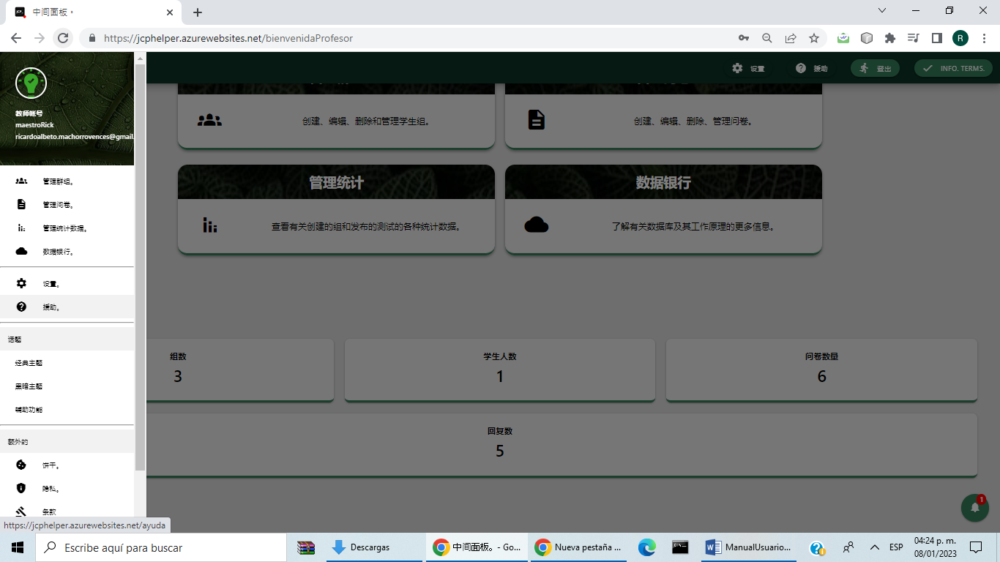 中间面板。
https://jcphelper.azurewebsites.net/bienvenidaProfesor
R
设置
援助
登出
INFO. TERMS.
教师帐号
maestroRick
ricardoalbeto.machorrovences@gmail.
管理群组。
管理问卷。
管理统计数据。
数据银行。
设置。
援助。
话题
经典主题
黑暗主题
辅助功能
额外的
饼干。
隐私。
条款
创建、编辑、删除和管理学生组。
创建、编辑、删除、管理问卷。
管理统计
数据银行
查看有关创建的组和发布的测试的各种统计数据。
了解有关数据库及其工作原理的更多信息。
组数
3
学生人数
1
问卷数量
6
回复数
5
1
https://jcphelper.azurewebsites.net/ayuda
Escribe aquí para buscar
Descargas
中间面板。- Go...
Nueva pestaña ...
ManualUsuario...
ESP
04:24 p. m.
08/01/2023